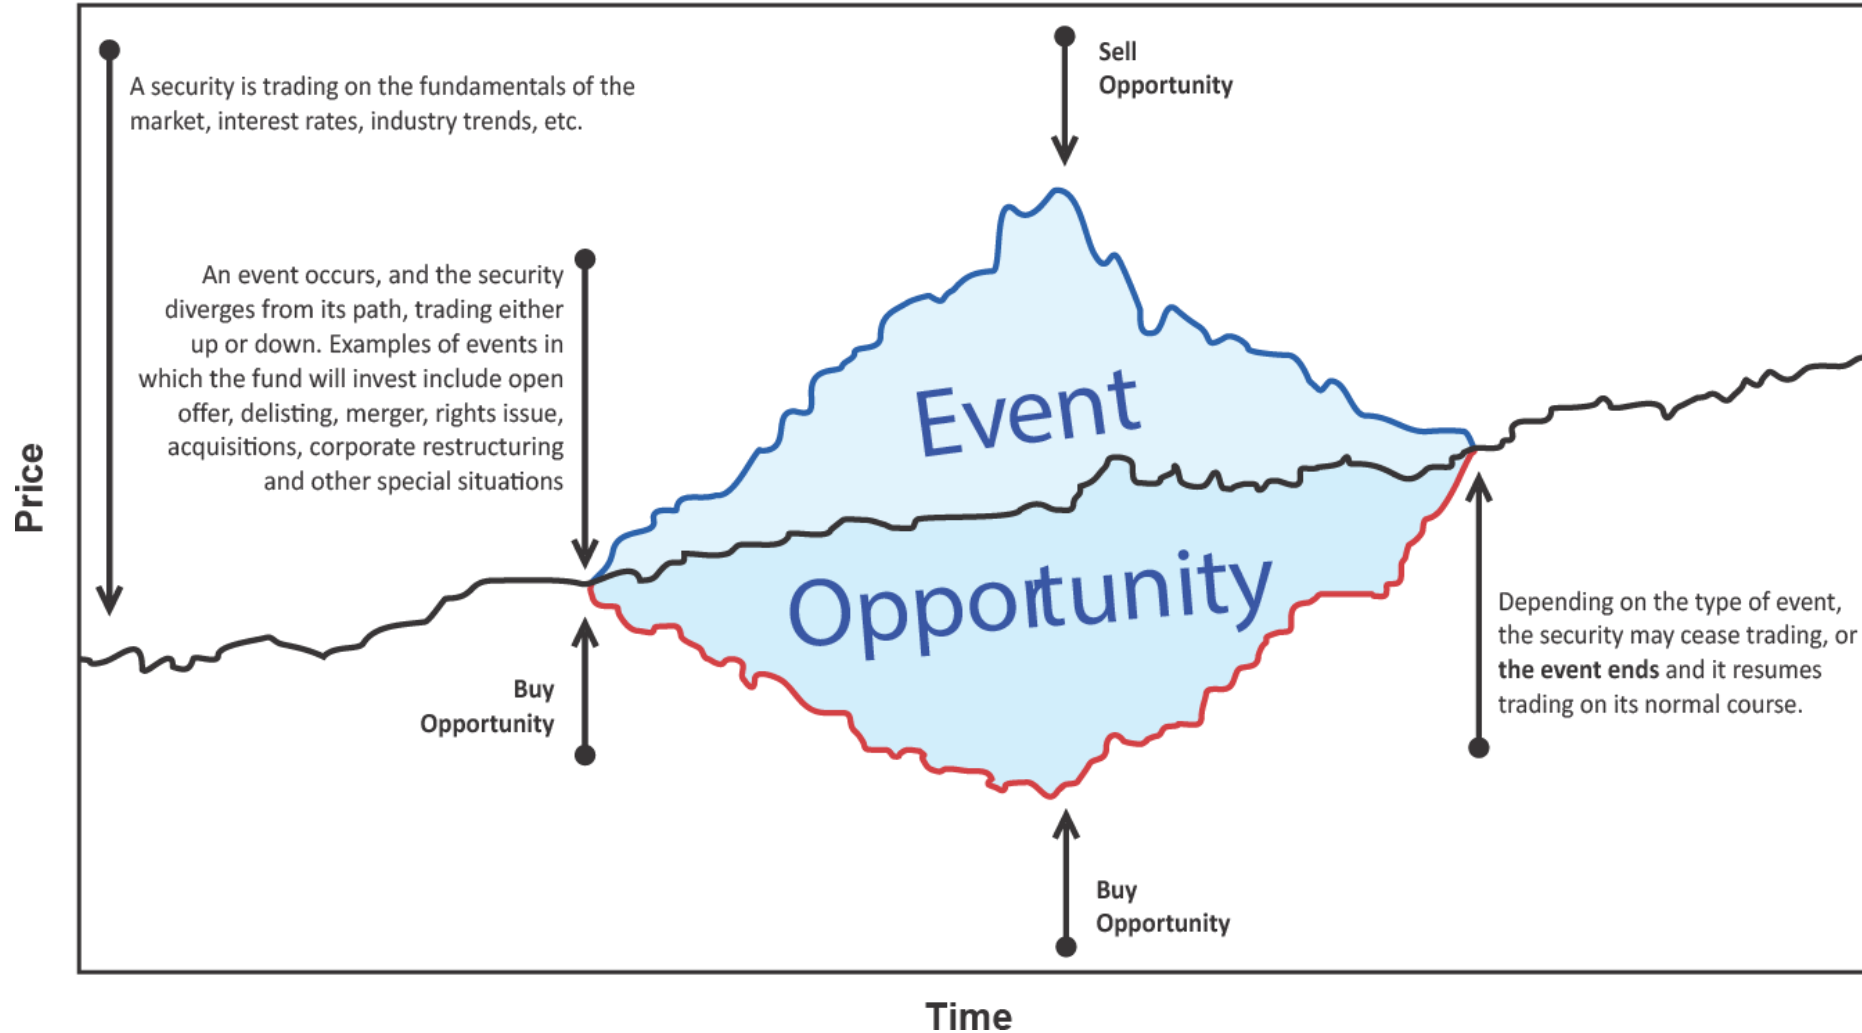 A security is trading on the fundamentals of the
market, interest rates, industry trends, etc.
Sell
Opportunity
An event occurs, and the security
diverges from its path, trading either
up or down. Examples of events in
which the fund will invest include open
offer, delisting, merger, rights issue,
acquisitions, corporate restructuring
and other special situations
Event
Opportunity
Price
Buy
Opportunity
Depending on the type of event,
the security may cease trading, or
the event ends and it resumes
trading on its normal course.
Buy
Opportunity
Time